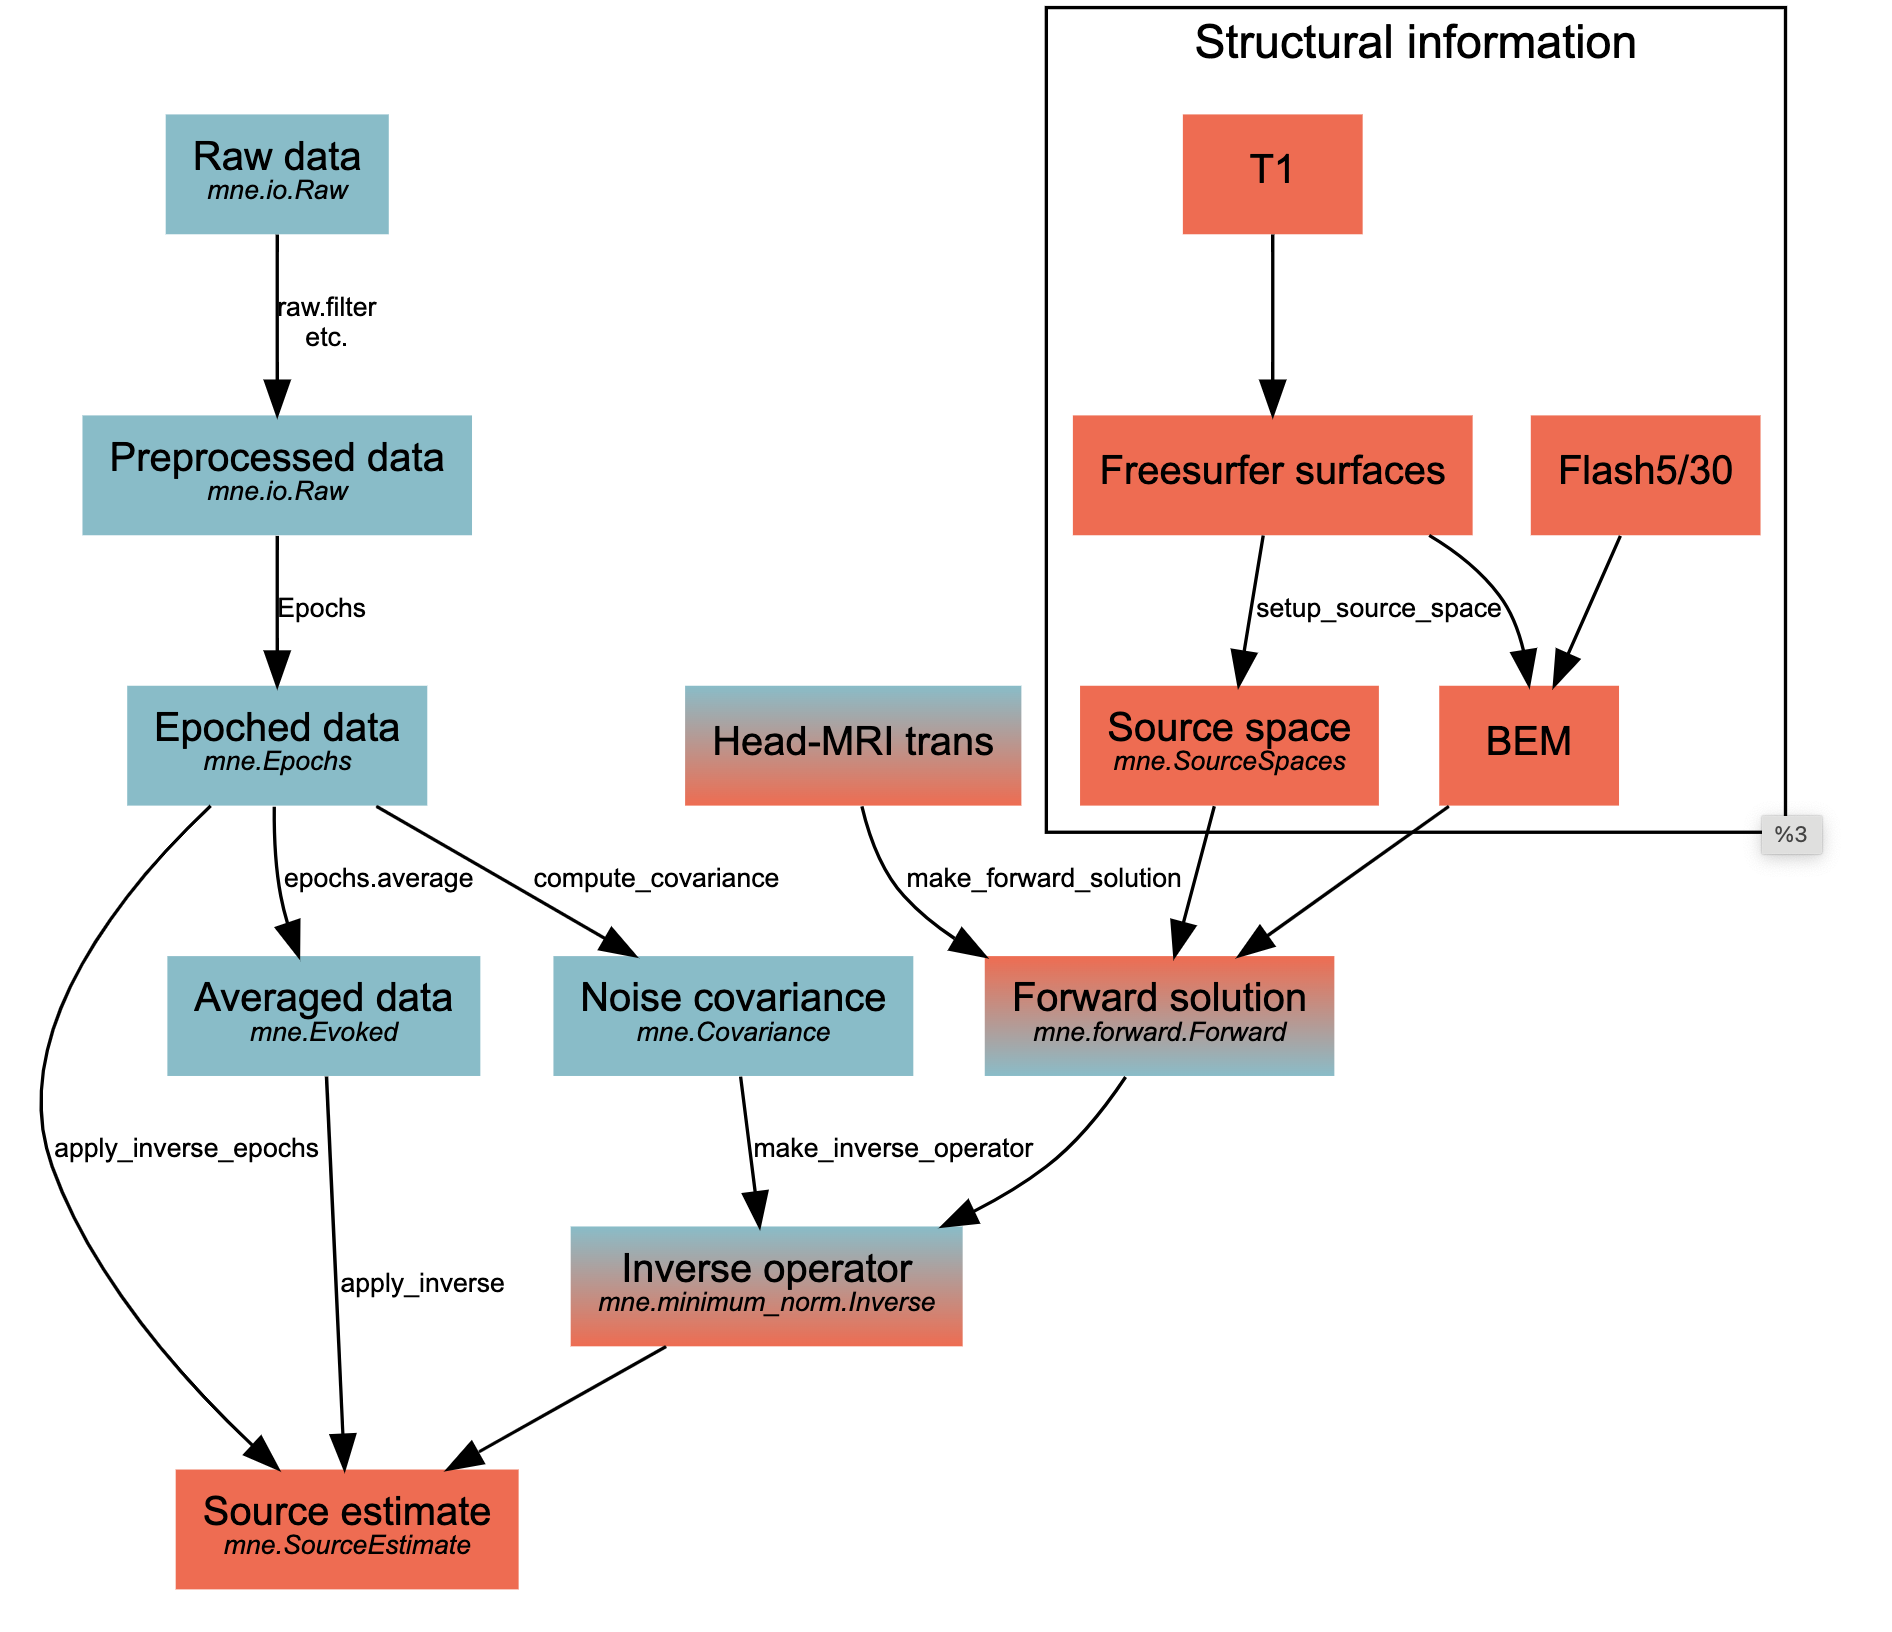 Structural information
Raw data
mne.io.Raw
T1
raw.filter
etc.
Preprocessed data
mne.io.Raw
Freesurfer surfaces
Flash5/30
Epochs
setup_source_space
Epoched data
mne.Epochs
Head-MRI trans
Source space
mne.SourceSpaces
BEM
%3
epochs.average
compute_covariance
make_forward_solution
Averaged data
mne.Evoked
Noise covariance
mne.Covariance
Forward solution
mne.forward.Forward
apply_inverse_epochs
make_inverse_operator
apply_inverse
Inverse operator
mne.minimum_norm.Inverse
Source estimate
mne.SourceEstimate